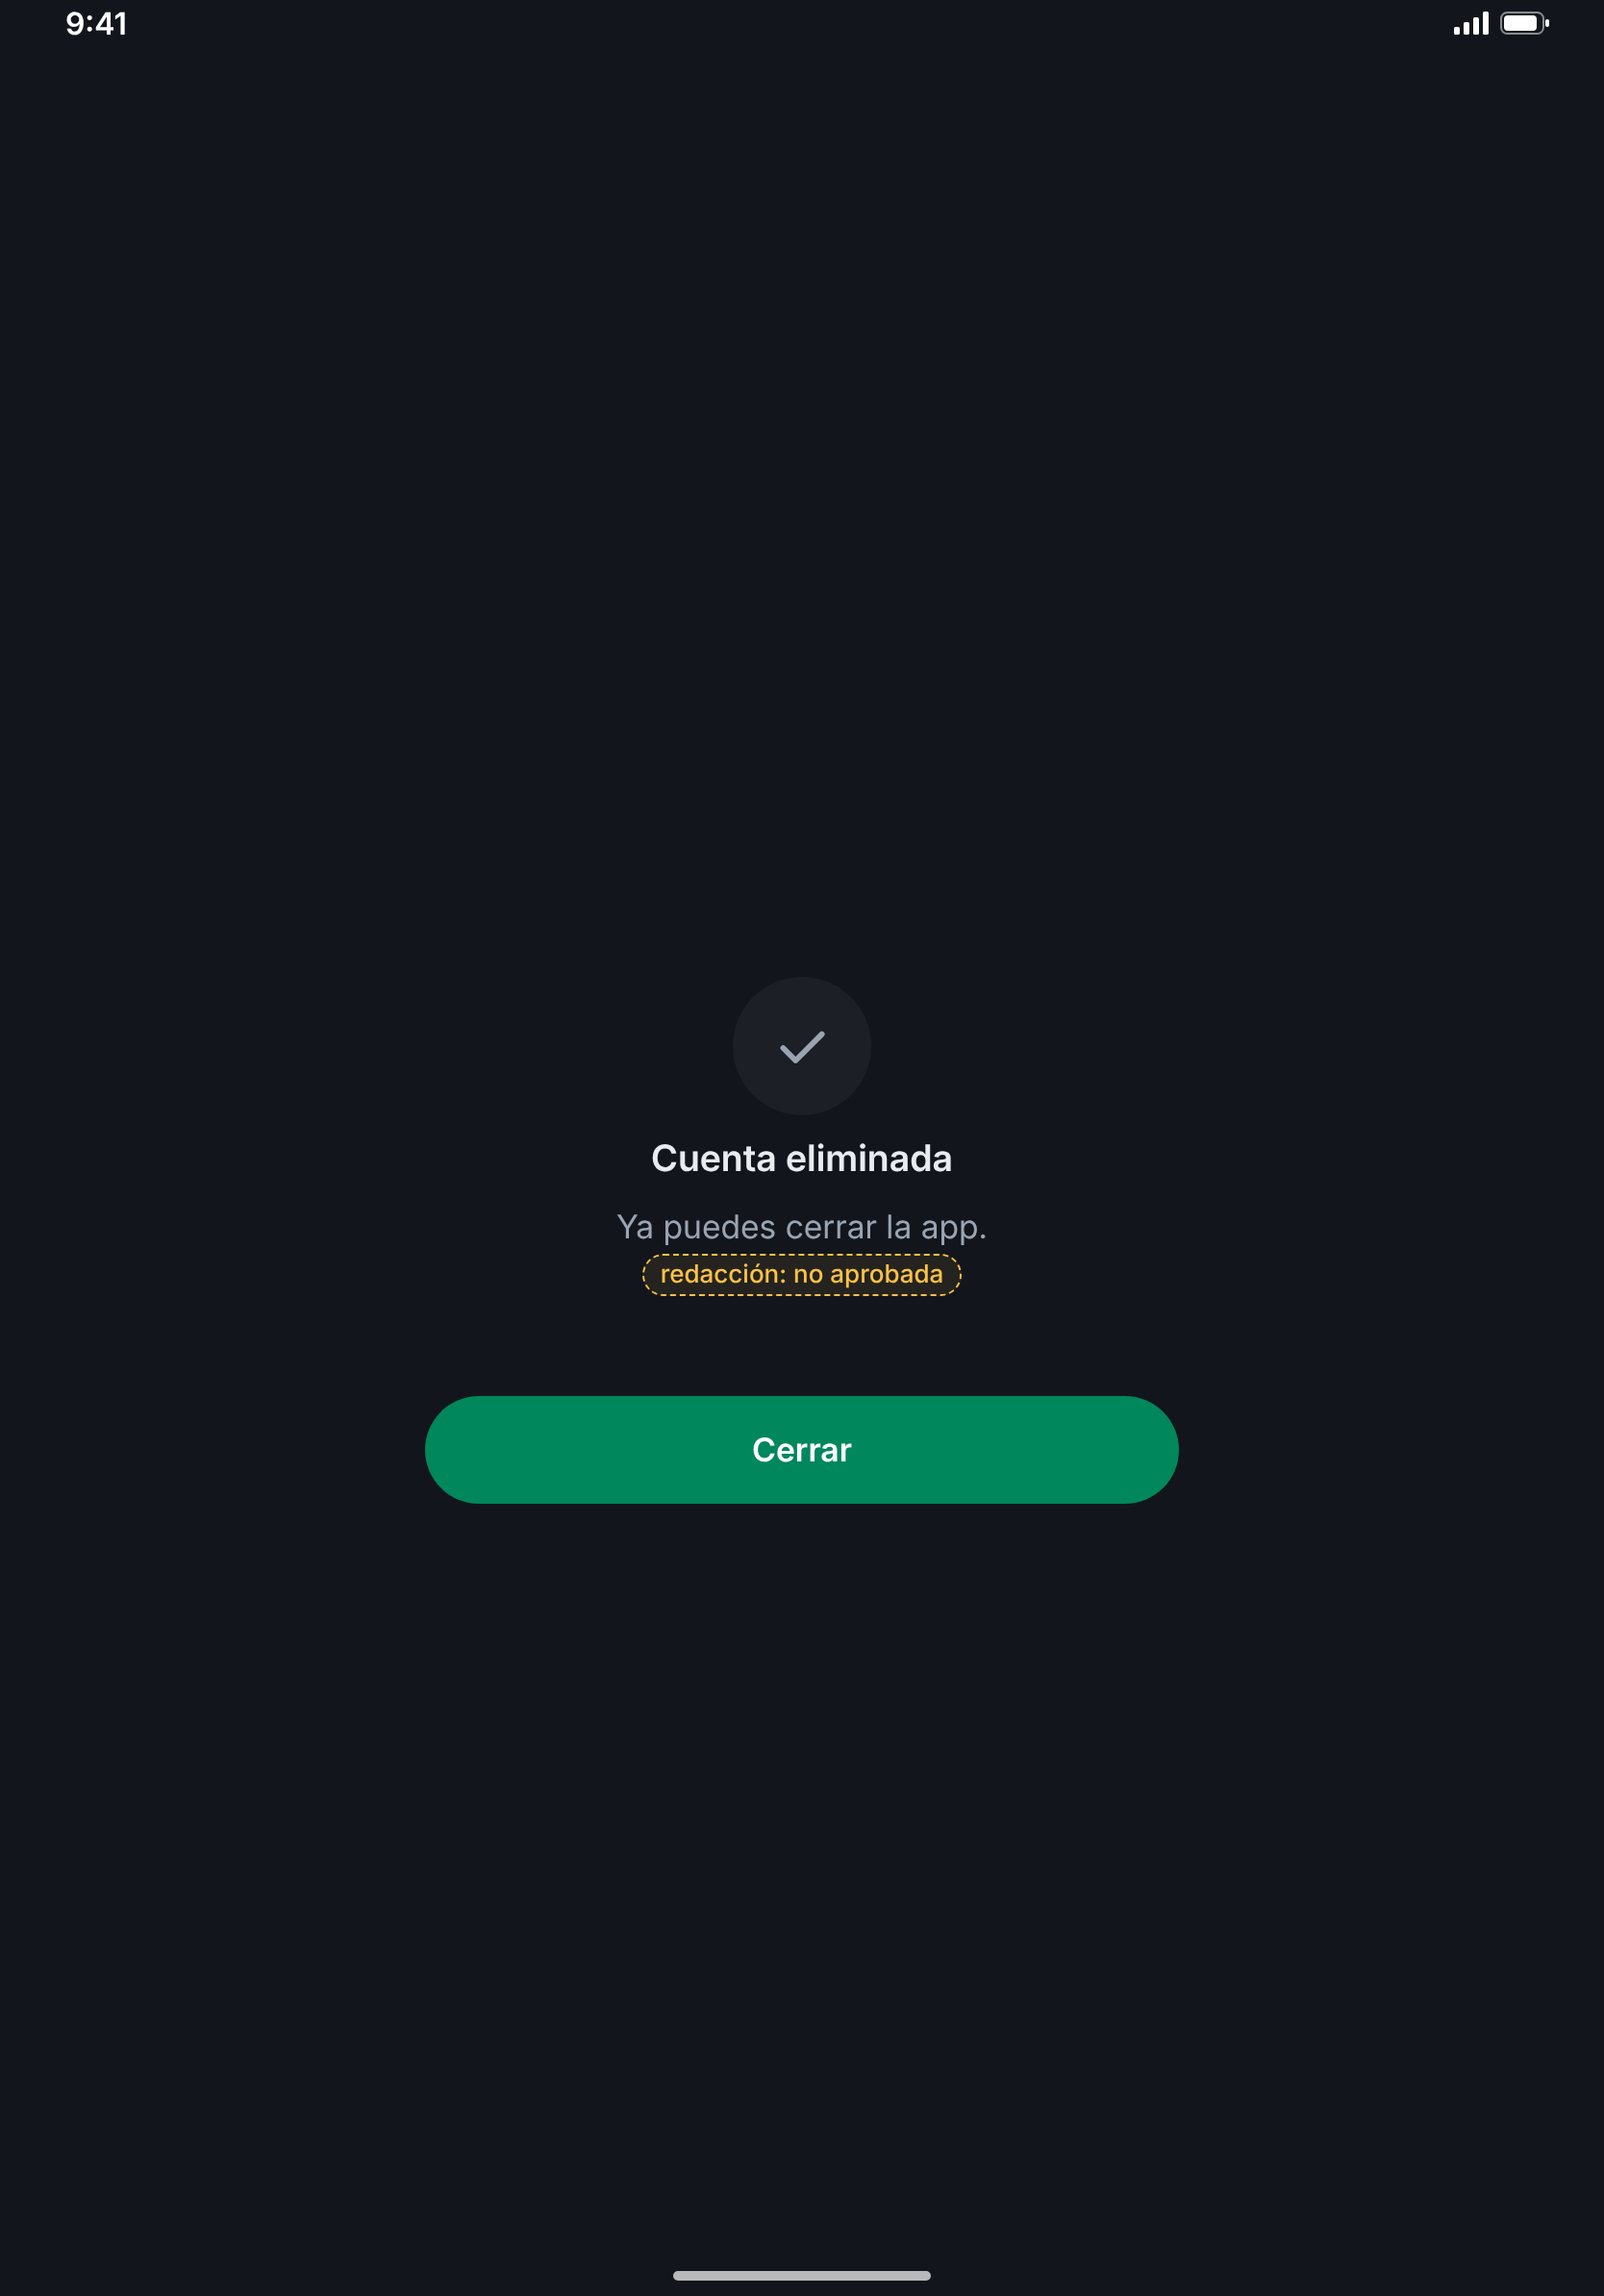 9:41
Cuenta eliminada
Ya puedes cerrar la app.
redacción: no aprobada
Cerrar